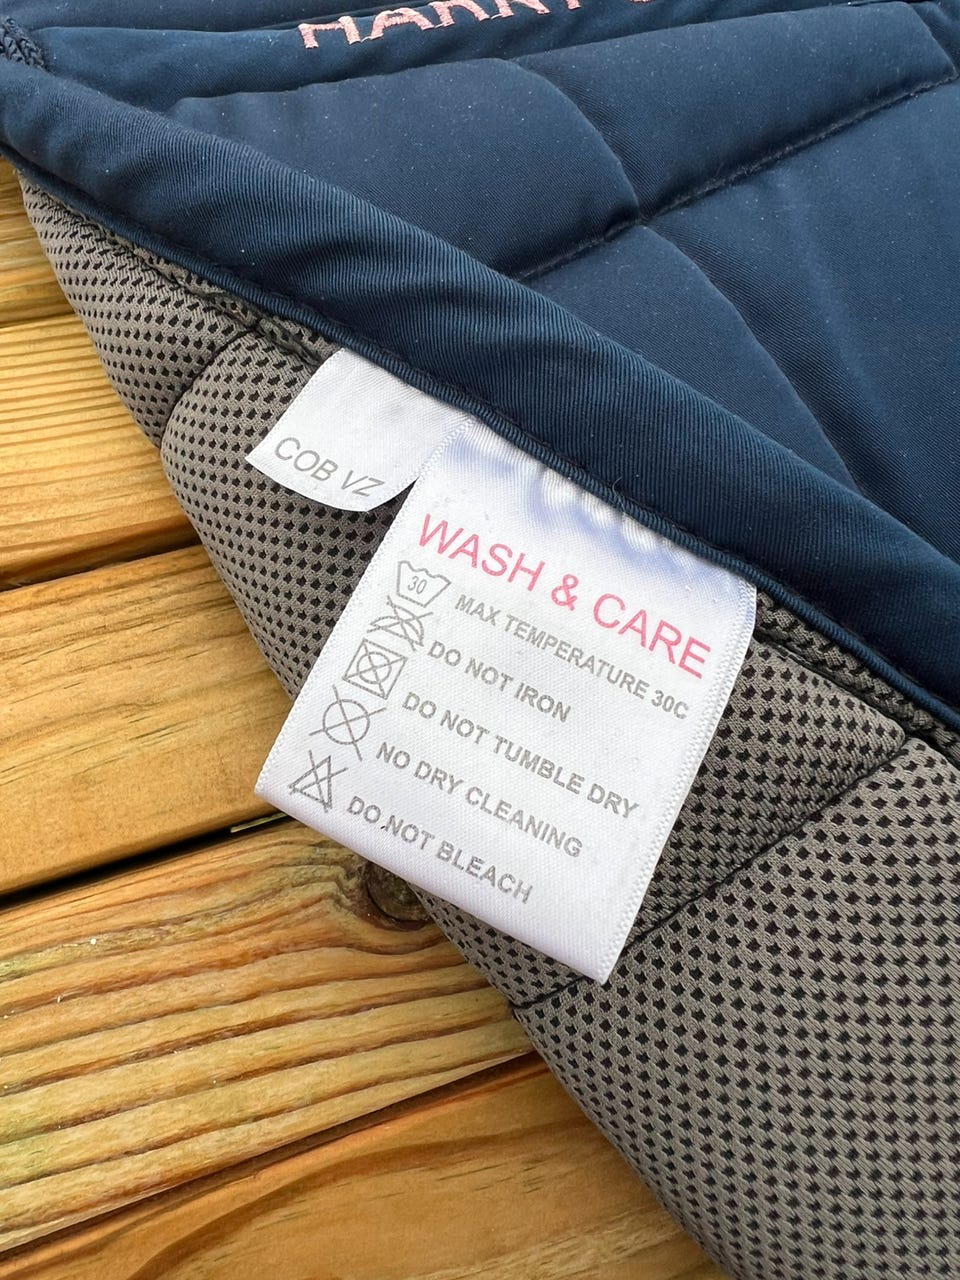 HARRY
COB VZ
WASH & CARE
30
MAX TEMPERATURE 30C
DO NOT IRON
DO NOT TUMBLE DRY
NO DRY CLEANING
DO NOT BLEACH